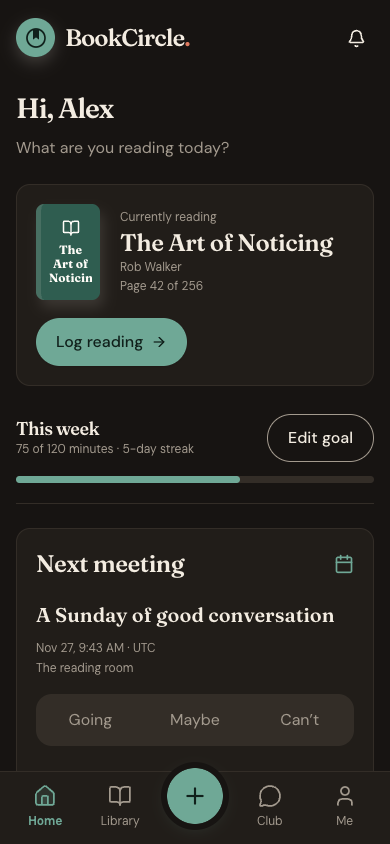 BookCircle.
Hi, Alex
What are you reading today?
The
Art of
Noticin
Currently reading
The Art of Noticing
Rob Walker
Page 42 of 256
Log reading →
This week
75 of 120 minutes · 5-day streak
Edit goal
Next meeting
A Sunday of good conversation
Nov 27, 9:43 AM · UTC
The reading room
Going Maybe Can’t
Home Library Club Me